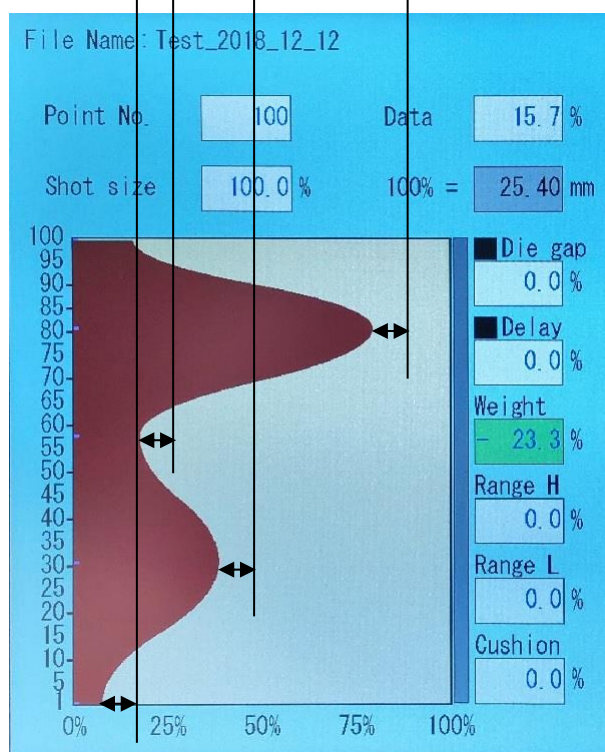 File Name: Test_2018_12_12
Point No. 100 Data 15.7 %
Shot size 100.0 % 100% = 25.40 mm
100
95
90
85
80
75
70
65
60
55
50
45
40
35
30
25
20
15
10
5
1
0% 25% 50% 75% 100%
Die gap
0.0 %
Delay
0.0 %
Weight
- 23.3 %
Range H
0.0 %
Range L
0.0 %
Cushion
0.0 %